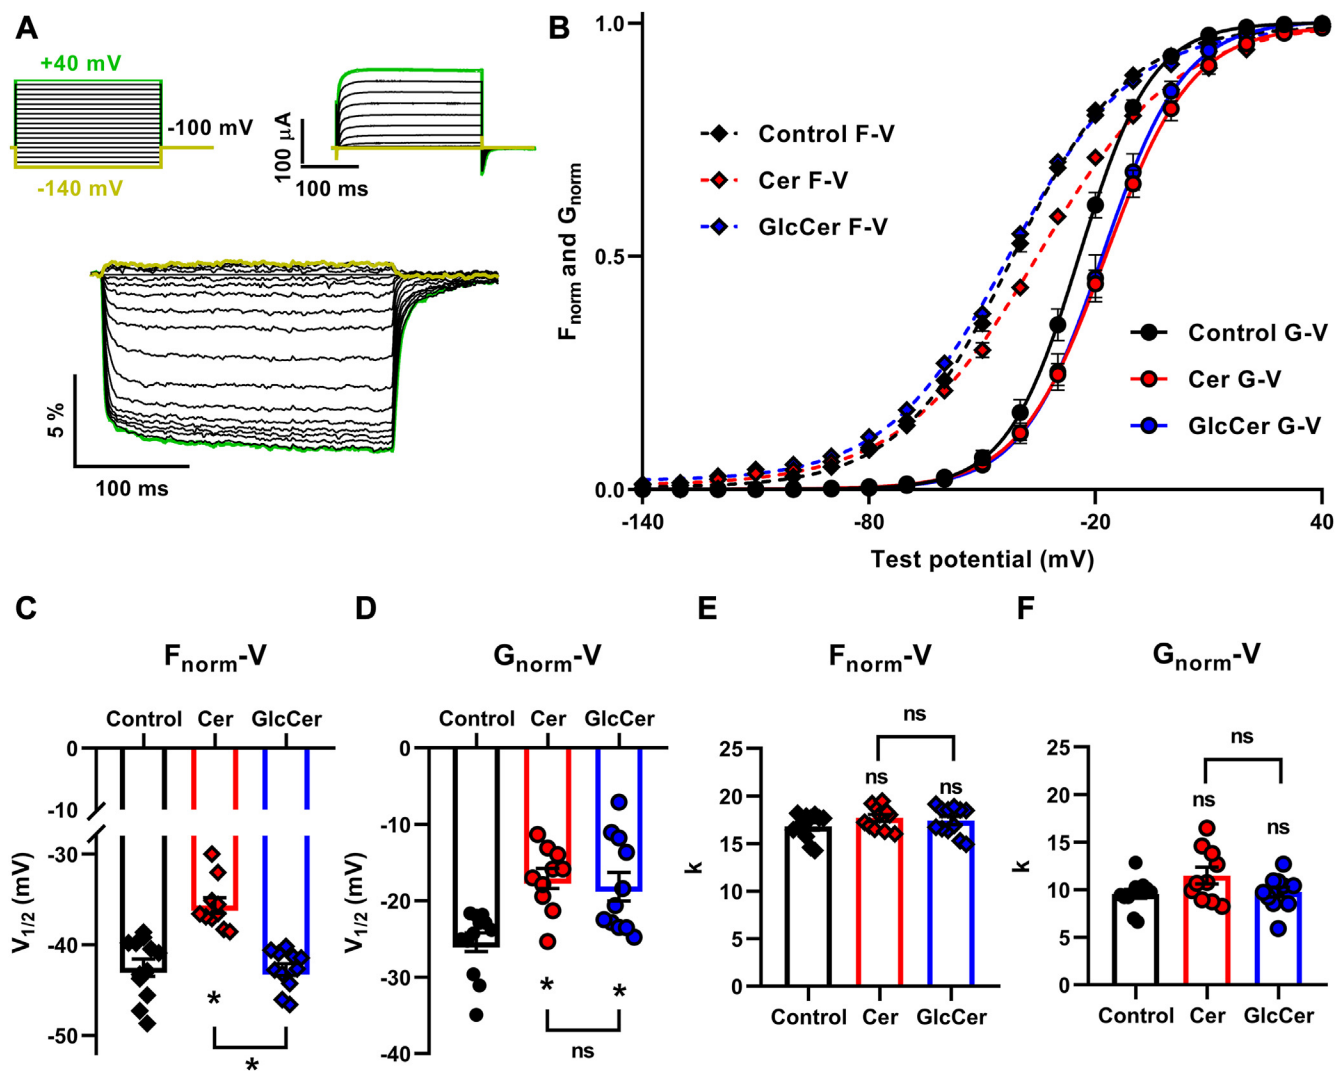 A
+40 mV
-100 mV
-140 mV
100 µA
100 ms
5 %
100 ms
B
Fnorm and Gnorm
1.0
0.5
0.0
-140
-80
-20
40
Test potential (mV)
Control F-V
Cer F-V
GlcCer F-V
Control G-V
Cer G-V
GlcCer G-V
C
Fnorm-V
Control
Cer
GlcCer
V1/2 (mV)
0
-10
-30
-40
-50
*
*
D
Gnorm-V
Control
Cer
GlcCer
V1/2 (mV)
0
-10
-20
-30
-40
*
*
ns
E
Fnorm-V
ns
ns
ns
k
25
20
15
10
5
0
Control
Cer
GlcCer
F
Gnorm-V
ns
ns
ns
k
25
20
15
10
5
0
Control
Cer
GlcCer